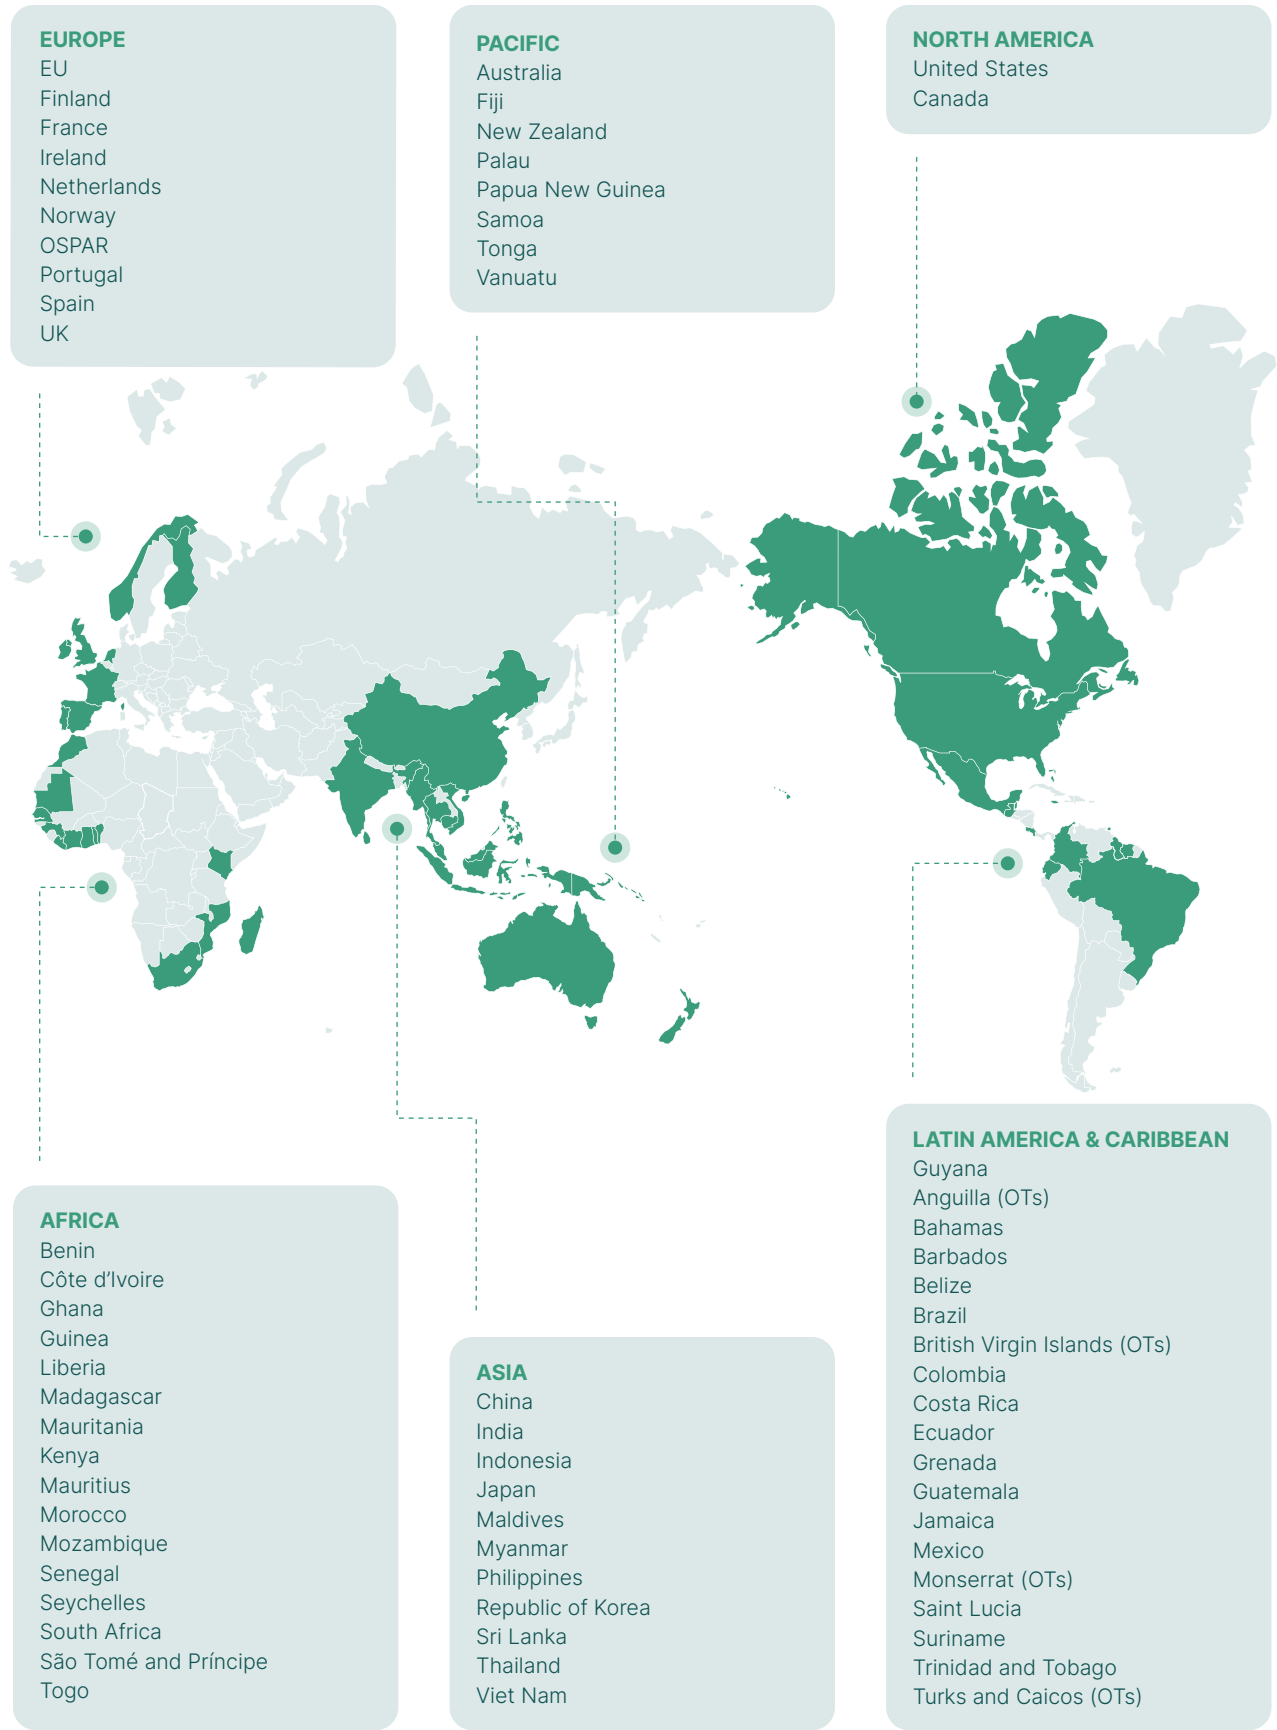 EUROPE
EU
Finland
France
Ireland
Netherlands
Norway
OSPAR
Portugal
Spain
UK
PACIFIC
Australia
Fiji
New Zealand
Palau
Papua New Guinea
Samoa
Tonga
Vanuatu
NORTH AMERICA
United States
Canada
AFRICA
Benin
Côte d’Ivoire
Ghana
Guinea
Liberia
Madagascar
Mauritania
Kenya
Mauritius
Morocco
Mozambique
Senegal
Seychelles
South Africa
São Tomé and Príncipe
Togo
ASIA
China
India
Indonesia
Japan
Maldives
Myanmar
Philippines
Republic of Korea
Sri Lanka
Thailand
Viet Nam
LATIN AMERICA & CARIBBEAN
Guyana
Anguilla (OTs)
Bahamas
Barbados
Belize
Brazil
British Virgin Islands (OTs)
Colombia
Costa Rica
Ecuador
Grenada
Guatemala
Jamaica
Mexico
Monserrat (OTs)
Saint Lucia
Suriname
Trinidad and Tobago
Turks and Caicos (OTs)